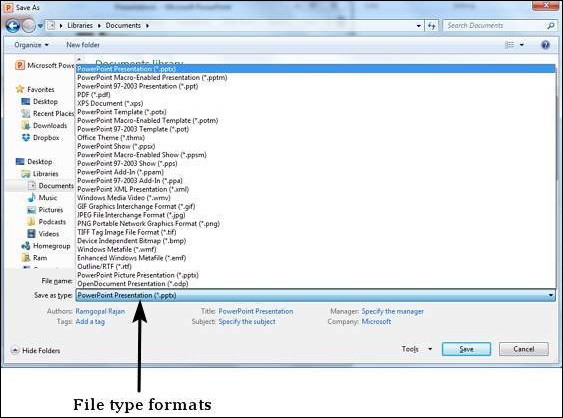 Save As
Libraries ▸ Documents ▸
Search Documents
Organize
New folder
Microsoft Pow
Favorites
Desktop
Recent Places
Downloads
Dropbox
Desktop
Libraries
Documents
Music
Pictures
Podcasts
Videos
Homegroup
Ram
PowerPoint Presentation (*.pptx)
PowerPoint Macro-Enabled Presentation (*.pptm)
PowerPoint 97-2003 Presentation (*.ppt)
PDF (*.pdf)
XPS Document (*.xps)
PowerPoint Template (*.potx)
PowerPoint Macro-Enabled Template (*.potm)
PowerPoint 97-2003 Template (*.pot)
Office Theme (*.thmx)
PowerPoint Show (*.ppsx)
PowerPoint Macro-Enabled Show (*.ppsm)
PowerPoint 97-2003 Show (*.pps)
PowerPoint Add-In (*.ppam)
PowerPoint 97-2003 Add-In (*.ppa)
PowerPoint XML Presentation (*.xml)
Windows Media Video (*.wmv)
GIF Graphics Interchange Format (*.gif)
JPEG File Interchange Format (*.jpg)
PNG Portable Network Graphics Format (*.png)
TIFF Tag Image File Format (*.tif)
Device Independent Bitmap (*.bmp)
Windows Metafile (*.wmf)
Enhanced Windows Metafile (*.emf)
Outline/RTF (*.rtf)
PowerPoint Picture Presentation (*.pptx)
OpenDocument Presentation (*.odp)
File name:
Save as type: PowerPoint Presentation (*.pptx)
Authors: Ramgopal Rajan
Title: PowerPoint Presentation
Manager: Specify the manager
Tags: Add a tag
Subject: Specify the subject
Company: Microsoft
Hide Folders
Tools
Save
Cancel
File type formats